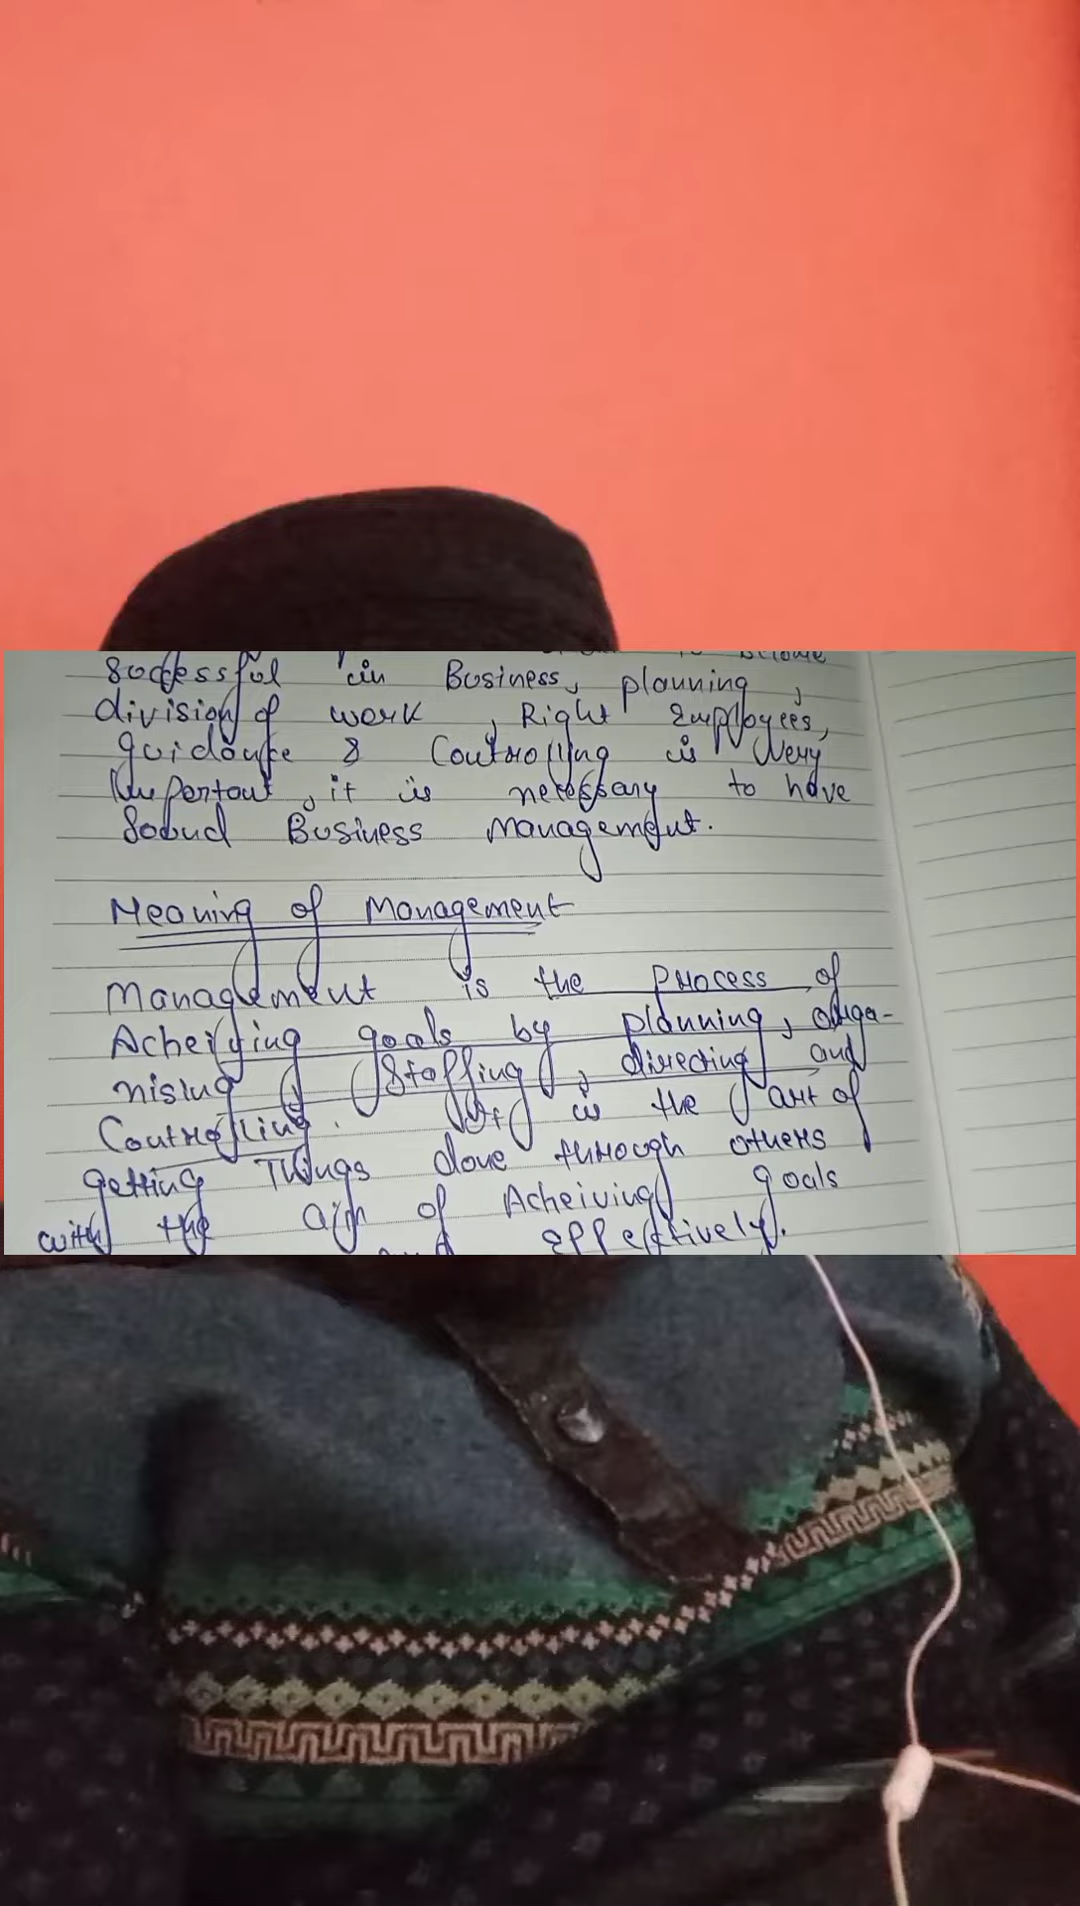 become
successful in Business, planning,
division of work, Right Employees,
guidance & Controlling is Very
Important, it is necessary to have
Sound Business Management.
Meaning of Management
Management is the process of
Acheiving goals by planning, orga-
nising, Staffing, directing and
Controlling. It is the art of
getting Things done through others
with the aim of Acheiving goals
and effectively.